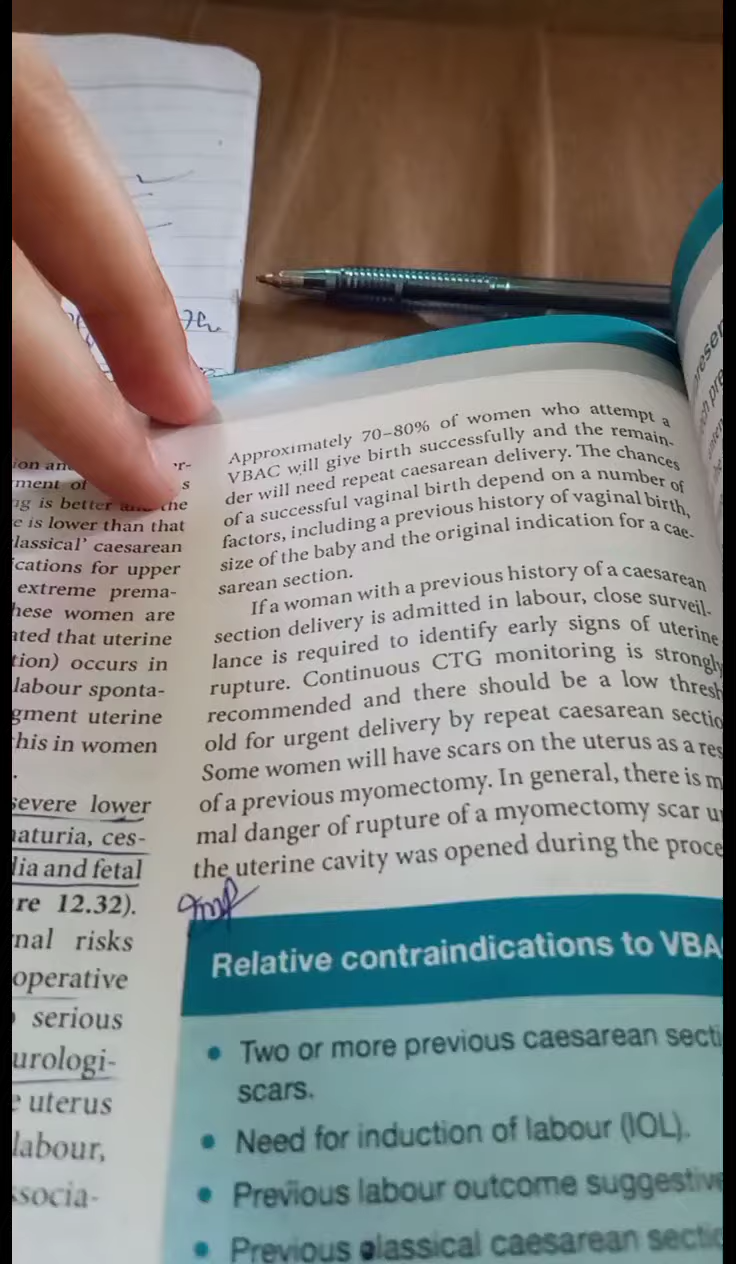 ion an
ment of s
ng is better and the
e is lower than that
lassical’ caesarean
cations for upper
extreme prema-
hese women are
ated that uterine
tion) occurs in
labour sponta-
gment uterine
his in women
.
severe lower
naturia, ces-
dia and fetal
re 12.32).
nal risks
operative
serious
urologi-
e uterus
labour,
ssocia-
Approximately 70–80% of women who attempt a
VBAC will give birth successfully and the remain-
der will need repeat caesarean delivery. The chances
of a successful vaginal birth depend on a number of
factors, including a previous history of vaginal birth,
size of the baby and the original indication for a cae-
sarean section.
If a woman with a previous history of a caesarean
section delivery is admitted in labour, close surveil-
lance is required to identify early signs of uterine
rupture. Continuous CTG monitoring is strongly
recommended and there should be a low thresh
old for urgent delivery by repeat caesarean sectio
Some women will have scars on the uterus as a res
of a previous myomectomy. In general, there is m
mal danger of rupture of a myomectomy scar u
the uterine cavity was opened during the proce
Imp
Relative contraindications to VBA
• Two or more previous caesarean secti
scars.
• Need for induction of labour (IOL).
• Previous labour outcome suggestive
• Previous classical caesarean sectio